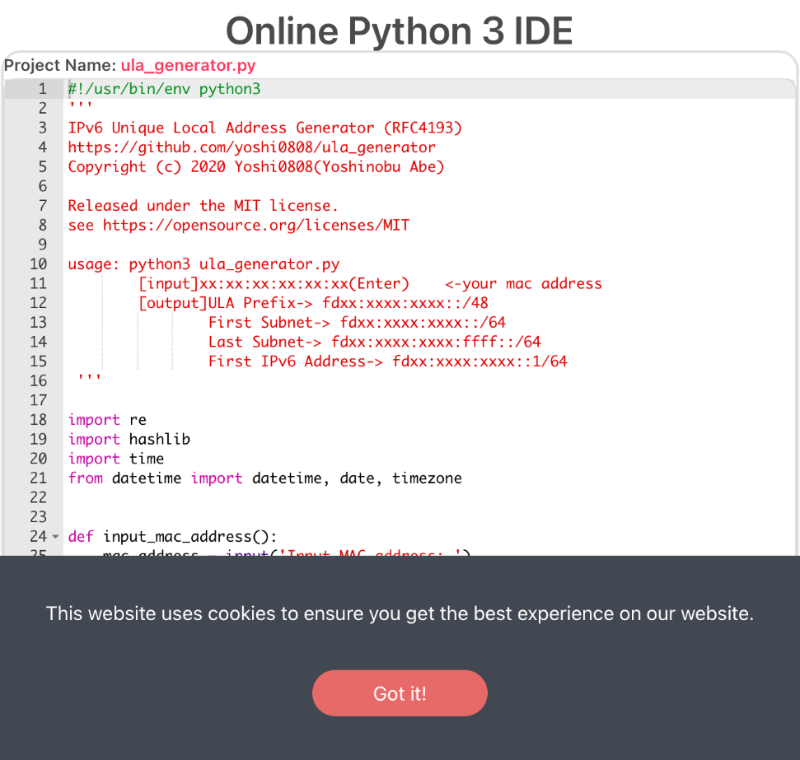 Online Python 3 IDE
Project Name: ula_generator.py
1 #!/usr/bin/env python3
2 '''
3 IPv6 Unique Local Address Generator (RFC4193)
4 https://github.com/yoshi0808/ula_generator
5 Copyright (c) 2020 Yoshi0808(Yoshinobu Abe)
6
7 Released under the MIT license.
8 see https://opensource.org/licenses/MIT
9
10 usage: python3 ula_generator.py
11 [input]xx:xx:xx:xx:xx:xx(Enter) <-your mac address
12 [output]ULA Prefix-> fdxx:xxxx:xxxx::/48
13 First Subnet-> fdxx:xxxx:xxxx::/64
14 Last Subnet-> fdxx:xxxx:xxxx:ffff::/64
15 First IPv6 Address-> fdxx:xxxx:xxxx::1/64
16 '''
17
18 import re
19 import hashlib
20 import time
21 from datetime import datetime, date, timezone
22
23
24 def input_mac_address():
25 mac_address = input('Input MAC address: ')
This website uses cookies to ensure you get the best experience on our website.
Got it!